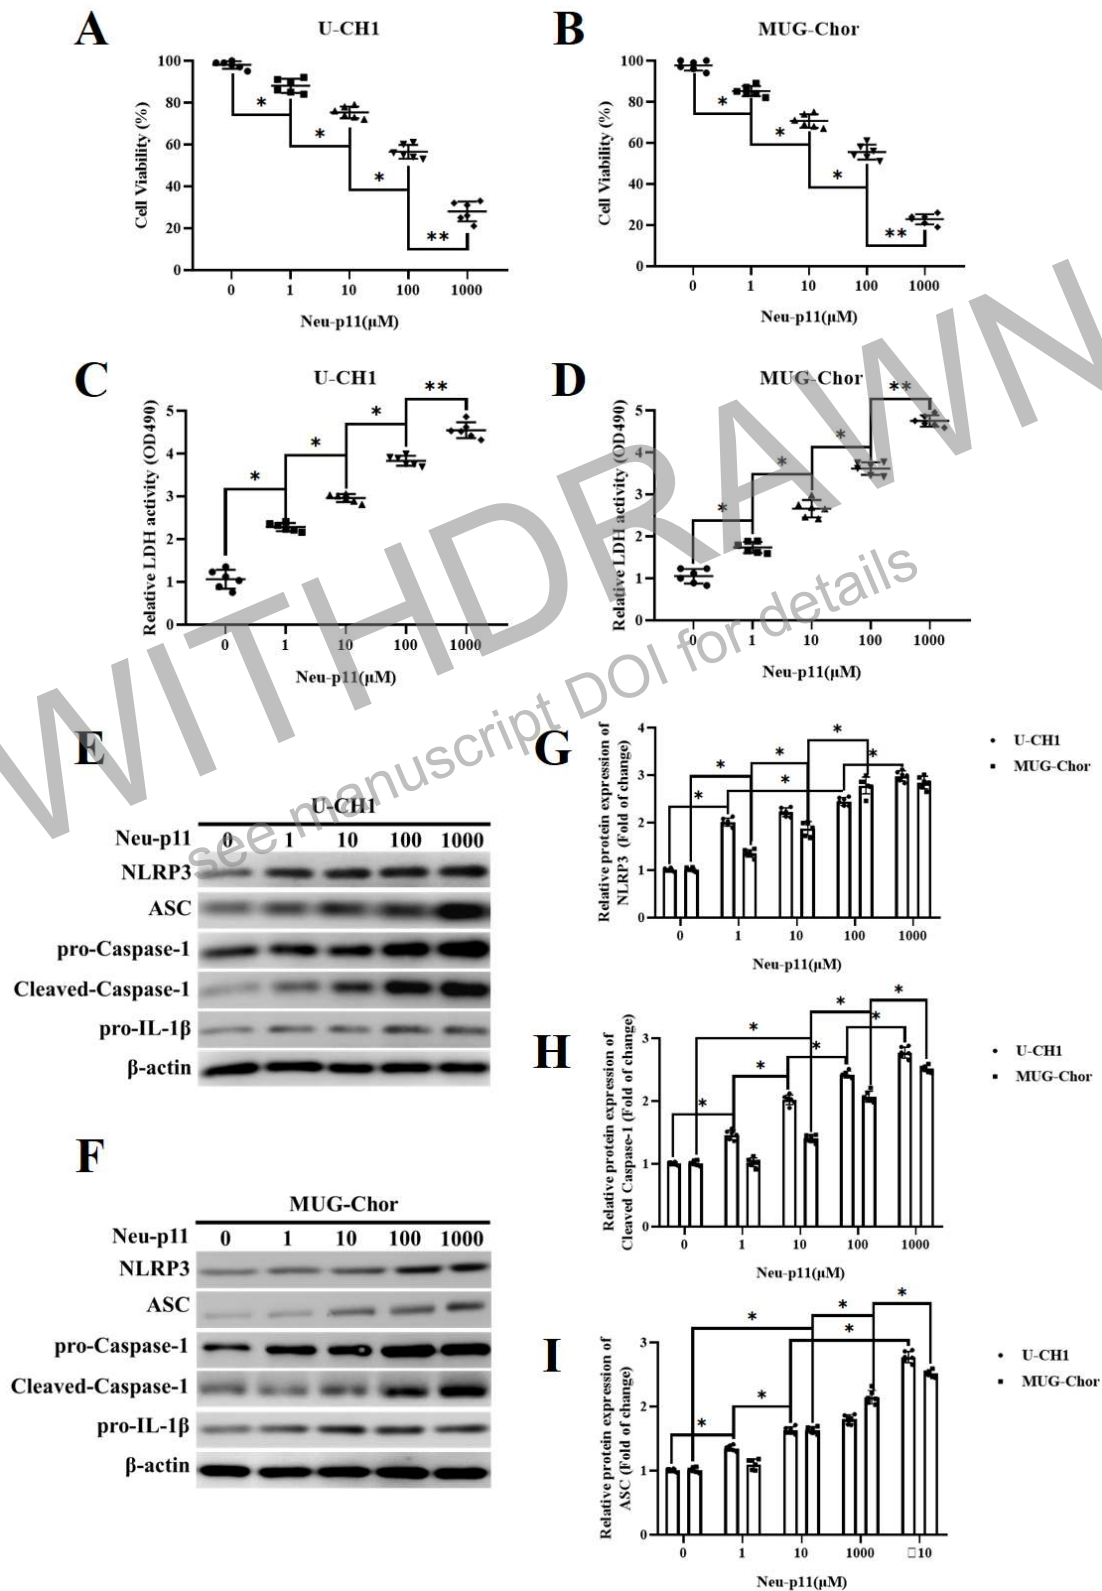 A
U-CH1
Cell Viability (%)
100
80
60
40
20
0
*
*
*
**
0 1 10 100 1000
Neu-p11(μM)
B
MUG-Chor
Cell Viability (%)
100
80
60
40
20
0
*
*
*
**
0 1 10 100 1000
Neu-p11(μM)
C
U-CH1
Relative LDH activity (OD490)
5
4
3
2
1
0
*
*
*
**
0 1 10 100 1000
Neu-p11(μM)
D
MUG-Chor
Relative LDH activity (OD490)
5
4
3
2
1
0
*
*
*
**
0 1 10 100 1000
Neu-p11(μM)
WITHDRAWN
see manuscript DOI for details
E
U-CH1
Neu-p11 0 1 10 100 1000
NLRP3
ASC
pro-Caspase-1
Cleaved-Caspase-1
pro-IL-1β
β-actin
F
MUG-Chor
Neu-p11 0 1 10 100 1000
NLRP3
ASC
pro-Caspase-1
Cleaved-Caspase-1
pro-IL-1β
β-actin
G
Relative protein expression of
NLRP3 (Fold of change)
4
3
2
1
0
*
*
*
*
*
*
0 1 10 100 1000
Neu-p11(μM)
U-CH1
MUG-Chor
H
Relative protein expression of
Cleaved Caspase-1 (Fold of change)
3
2
1
0
*
*
*
*
*
*
*
0 1 10 100 1000
Neu-p11(μM)
U-CH1
MUG-Chor
I
Relative protein expression of
ASC (Fold of change)
3
2
1
0
*
*
*
*
*
*
0 1 10 1000 □10
Neu-p11(μM)
U-CH1
MUG-Chor